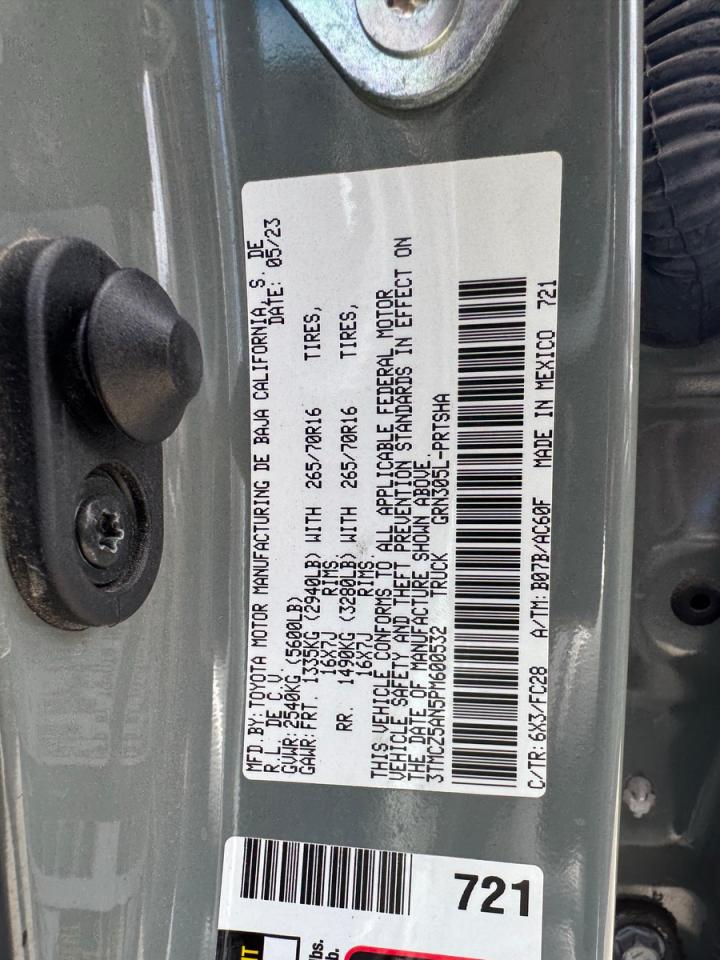 MFD.BY: TOYOTA MOTOR MANUFACTURING DE BAJA CALIFORNIA, S. DE
R.L. DE C.V. DATE: 05/23
GVWR: 2540KG (5600LB)
GAWR: FRT. 1335KG (2940LB) WITH 265/70R16 TIRES,
16X7J RIMS
RR. 1490KG (3280LB) WITH 265/70R16 TIRES,
16X7J RIMS.
THIS VEHICLE CONFORMS TO ALL APPLICABLE FEDERAL MOTOR
VEHICLE SAFETY AND THEFT PREVENTION STANDARDS IN EFFECT ON
THE DATE OF MANUFACTURE SHOWN ABOVE.
3TMCZ5AN5PM600532 TRUCK GRN305L-PRTSHA
C/TR: 6X3/FC28 A/TM: B07B/AC60F MADE IN MEXICO 721
721
lbs.